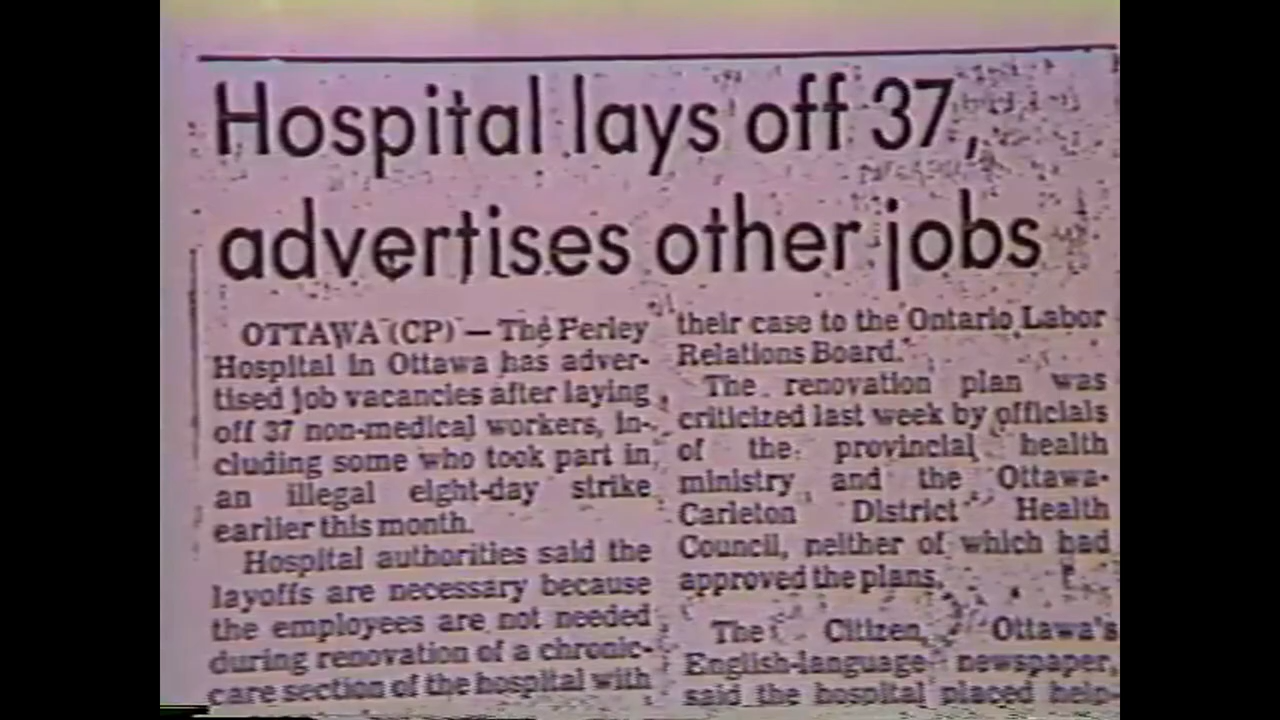 Hospital lays off 37,
advertises other jobs
OTTAWA (CP) — The Perley
Hospital in Ottawa has adver-
tised job vacancies after laying
off 37 non-medical workers, in-
cluding some who took part in
an illegal eight-day strike
earlier this month.
Hospital authorities said the
layoffs are necessary because
the employees are not needed
during renovation of a chronic-
care section of the hospital with
their case to the Ontario Labor
Relations Board.
The renovation plan was
criticized last week by officials
of the provincial health
ministry and the Ottawa-
Carleton District Health
Council, neither of which had
approved the plans.
The Citizen, Ottawa's
English-language newspaper,
said the hospital placed help-